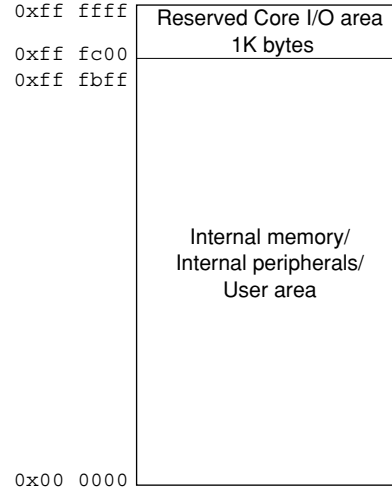 0xff ffff
Reserved Core I/O area
1K bytes
0xff fc00
0xff fbff
Internal memory/
Internal peripherals/
User area
0x00 0000